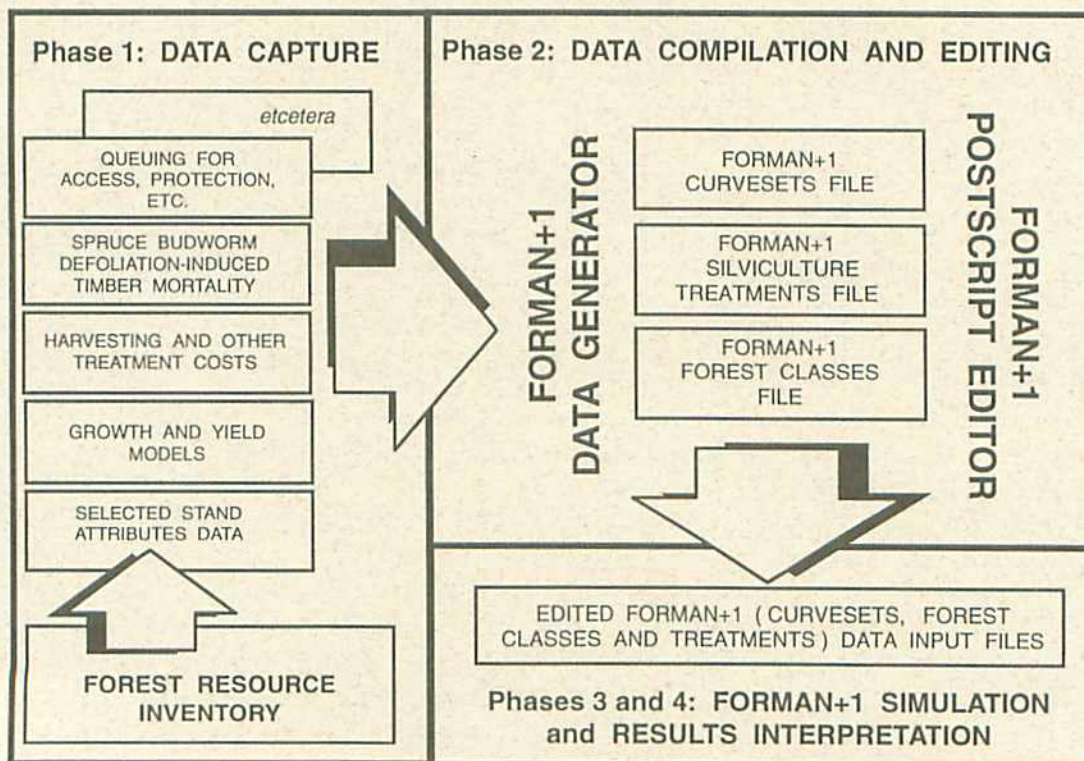 Phase 1: DATA CAPTURE
etcetera
QUEUING FOR
ACCESS, PROTECTION,
ETC.
SPRUCE BUDWORM
DEFOLIATION-INDUCED
TIMBER MORTALITY
HARVESTING AND OTHER
TREATMENT COSTS
GROWTH AND YIELD
MODELS
SELECTED STAND
ATTRIBUTES DATA
FOREST RESOURCE
INVENTORY
Phase 2: DATA COMPILATION AND EDITING
FORMAN+1
DATA GENERATOR
FORMAN+1
CURVESETS FILE
FORMAN+1
SILVICULTURE
TREATMENTS FILE
FORMAN+1
FOREST CLASSES
FILE
FORMAN+1
POSTSCRIPT EDITOR
EDITED FORMAN+1 (CURVESETS, FOREST
CLASSES AND TREATMENTS) DATA INPUT FILES
Phases 3 and 4: FORMAN+1 SIMULATION
and RESULTS INTERPRETATION